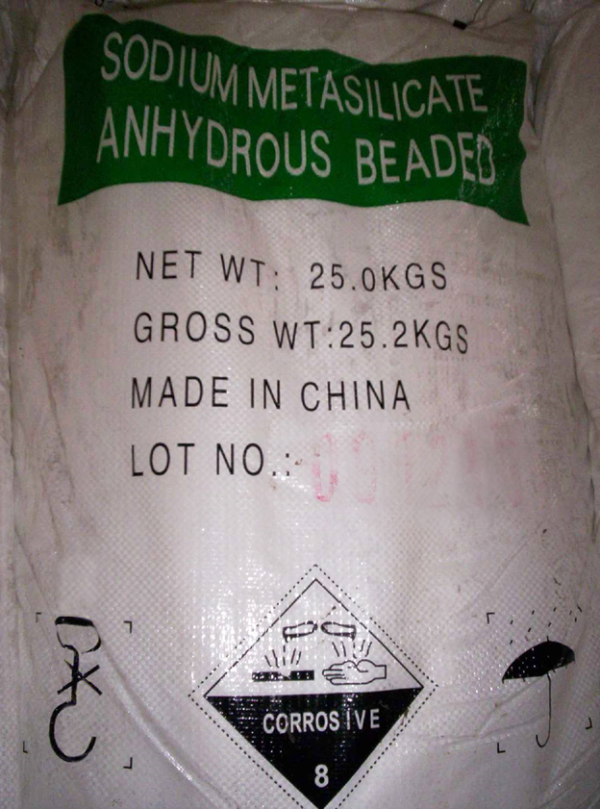 SODIUM METASILICATE
ANHYDROUS BEADED
NET WT: 25.0KGS
GROSS WT:25.2KGS
MADE IN CHINA
LOT NO.:
CORROSIVE
8